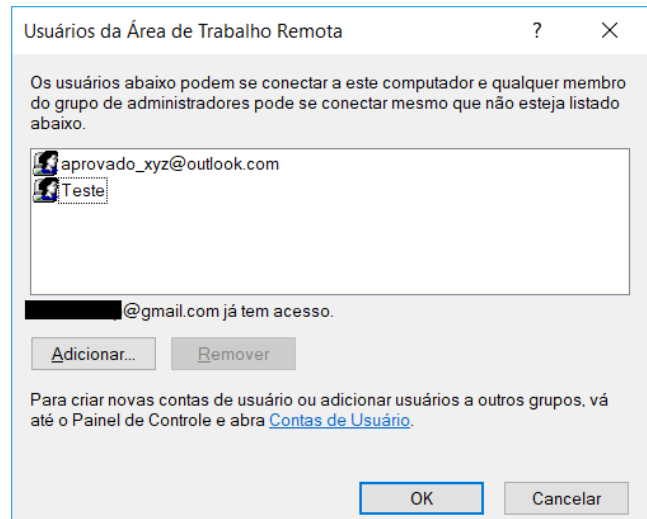 Usuários da Área de Trabalho Remota ? ×
Os usuários abaixo podem se conectar a este computador e qualquer membro
do grupo de administradores pode se conectar mesmo que não esteja listado
abaixo.
aprovado_xyz@outlook.com
Teste
@gmail.com já tem acesso.
Adicionar... Remover
Para criar novas contas de usuário ou adicionar usuários a outros grupos, vá
até o Painel de Controle e abra Contas de Usuário.
OK Cancelar